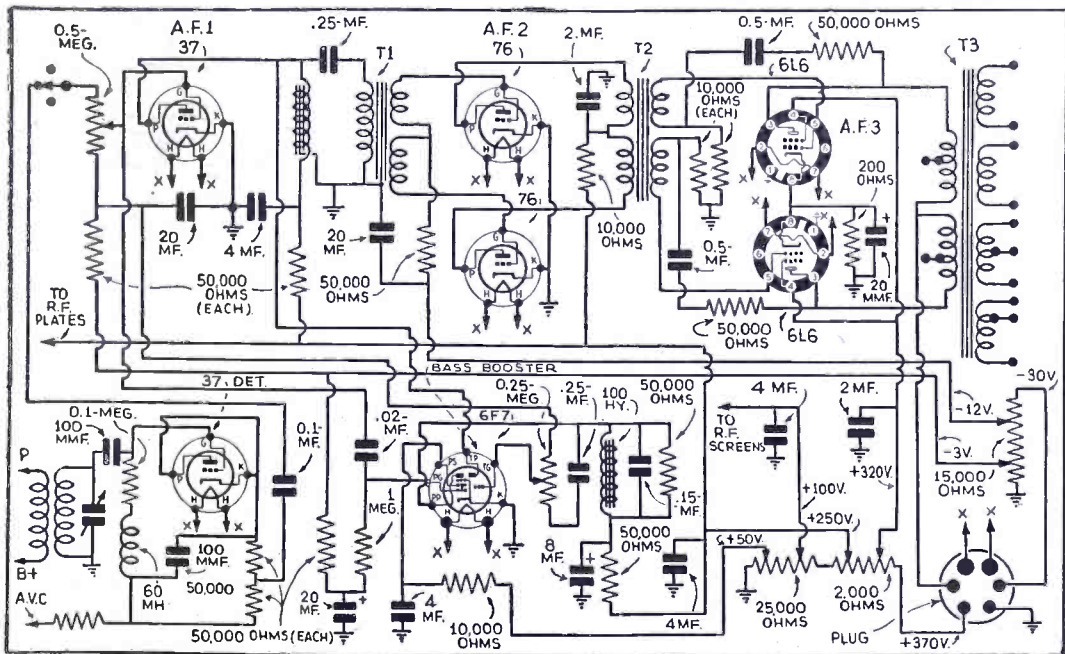 0.5-
MEG.
A.F.1
37
.25-MF.
T1
A.F.2
76
2.MF.
T2
0.5-MF.
50,000
OHMS
6L6
T3
10,000
OHMS
(EACH)
A.F.3
G
P
K
H
H
X
X
G
P
K
H
H
X
X
200
OHMS
+
20
MMF.
20
MF.
4 MF.
50,000
OHMS
(EACH)
20
MF.
50,000
OHMS
76
G
P
K
H
H
X
X
10,000
OHMS
0.5-
MF.
50,000
OHMS
6L6
X
X
X
X
TO
R.F.
PLATES
BASS BOOSTER
37 DET.
0.1-MEG.
100
MMF.
G
P
K
H
H
X
X
0.1-
MF.
.02-
MF.
1
MEG.
6F7
PS
TP
PG
TG
PP
K
H
H
X
X
0.25-
MEG.
.25-
MF.
100
HY.
50,000
OHMS
.15-
MF.
4 MF.
TO
R.F.
SCREENS
2 MF.
+320V.
-12V.
-3V.
-30V.
15,000
OHMS
P
B+
A.V.C
60
MH.
100
MMF.
50,000
50,000 OHMS (EACH)
20
MF.
+
4
MF.
10,000
OHMS
8
MF.
+
50,000
OHMS
4MF.
+50V.
+100V.
+250V.
25,000
OHMS
2,000
OHMS
PLUG
+370V.
X
X